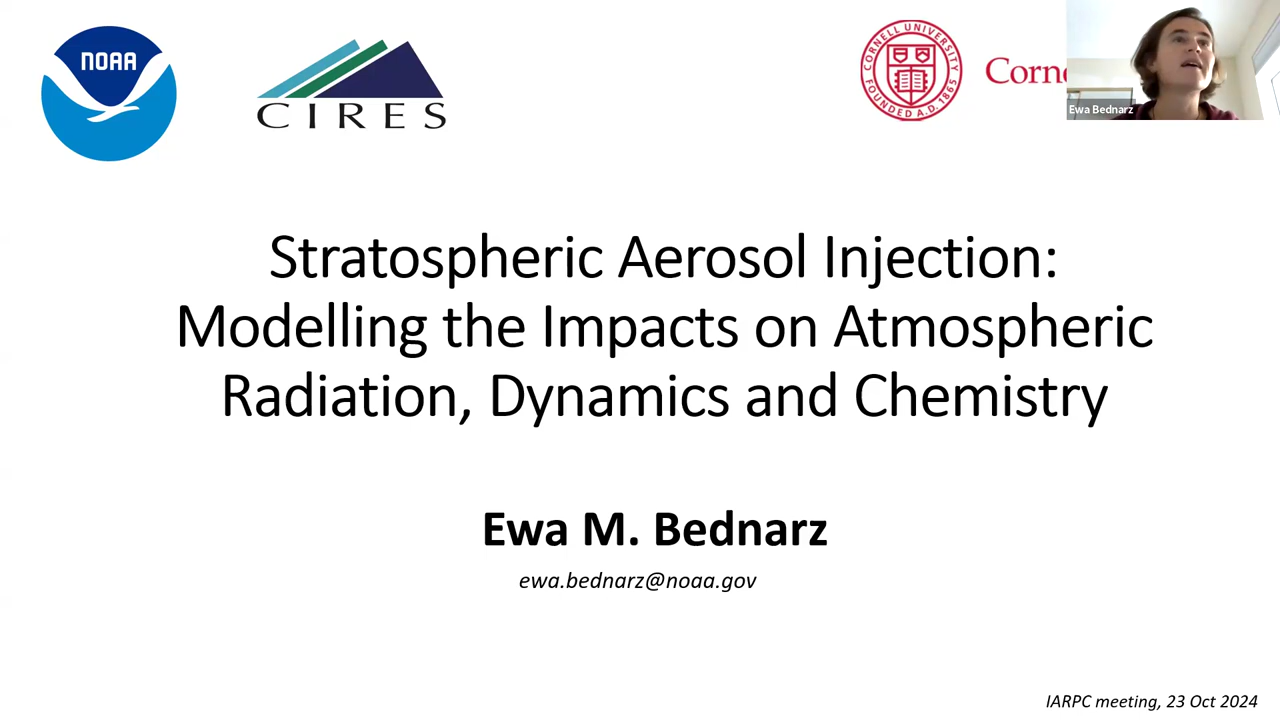 NOAA
CIRES
CORNELL UNIVERSITY
FOUNDED A.D. 1865
Corne
Ewa Bednarz
Stratospheric Aerosol Injection:
Modelling the Impacts on Atmospheric
Radiation, Dynamics and Chemistry
Ewa M. Bednarz
ewa.bednarz@noaa.gov
IARPC meeting, 23 Oct 2024